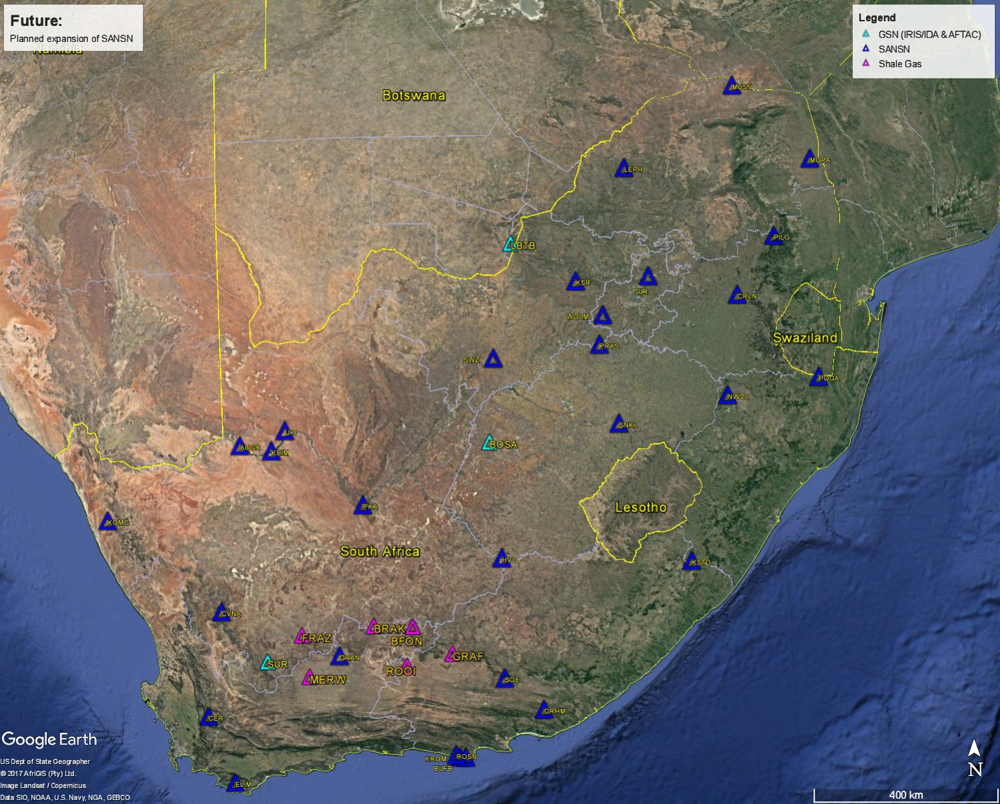 Future:
Planned expansion of SANSN
Namibia
Legend
GSN (IRIS/IDA & AFTAC)
SANSN
Shale Gas
Botswana
MUSN
MOPA
LEPH
PILG
LBTB
KSR
SLR
CRLN
WOLM
Swaziland
PRYS
SWZ
POGA
NWCL
SNKL
UPI
AUGR
KEIM
BOSA
PKA
Lesotho
KOMG
South Africa
HVD
KSTD
CVNA
BRAK
FRAZ
BFON
GRAF
GRAN
SUR
ROOI
MERW
SOE
GRHM
CER
KROM
ROSN
BUFB
ELIM
Google Earth
US Dept of State Geographer
© 2017 AfriGIS (Pty) Ltd.
Image Landsat / Copernicus
Data SIO, NOAA, U.S. Navy, NGA, GEBCO
N
400 km